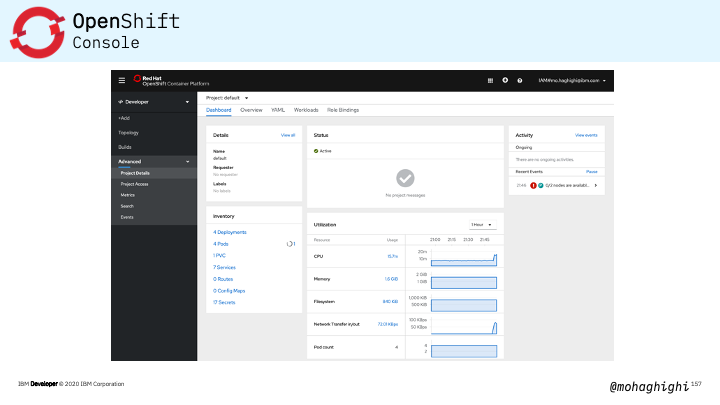 OpenShift
Console
Red Hat
OpenShift Container Platform
IAM#mo.haghighi@ibm.com
Developer
+Add
Topology
Builds
Advanced
Project Details
Project Access
Metrics
Search
Events
Project: default
Dashboard Overview YAML Workloads Role Bindings
Details View all
Name
default
Requester
No requester
Labels
No labels
Inventory
4 Deployments
4 Pods 1
1 PVC
7 Services
0 Routes
0 Config Maps
17 Secrets
Status
Active
No project messages
Utilization 1 Hour
Resource Usage 21:00 21:15 21:30 21:45
CPU 15.7m 20m
10m
Memory 1.8 GiB 2 GiB
1 GiB
Filesystem 840 KiB 1,000 KiB
500 KiB
Network Transfer in/out 100 KBps
50 KBps
Pod count 4 4
2
Activity View events
Ongoing
There are no ongoing activities.
Recent Events Pause
21:46 0/2 nodes are availabl...
IBM Developer © 2020 IBM Corporation
@mohaghighi 157